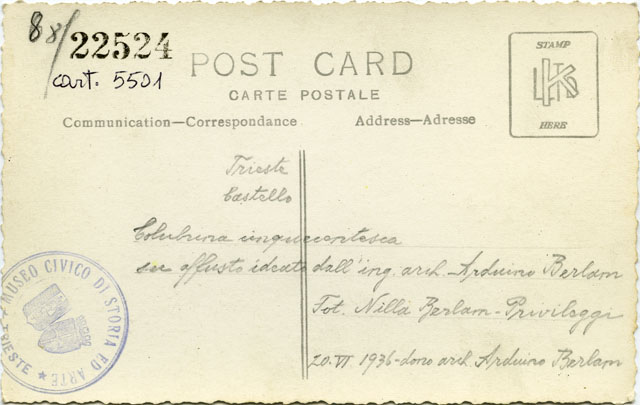 88/22524
cart. 5501
POST CARD
CARTE POSTALE
Communication—Correspondance
Address—Adresse
STAMP
HERE
Trieste
Castello
Colubrina cinquecentesca
su affusto ideato dall'ing. arch. Arduino Berlam
Fot. Nilla Berlam-Privileggi
20.VI 1936-dono arch. Arduino Berlam
MUSEO CIVICO DI STORIA ED ARTE
TRIESTE